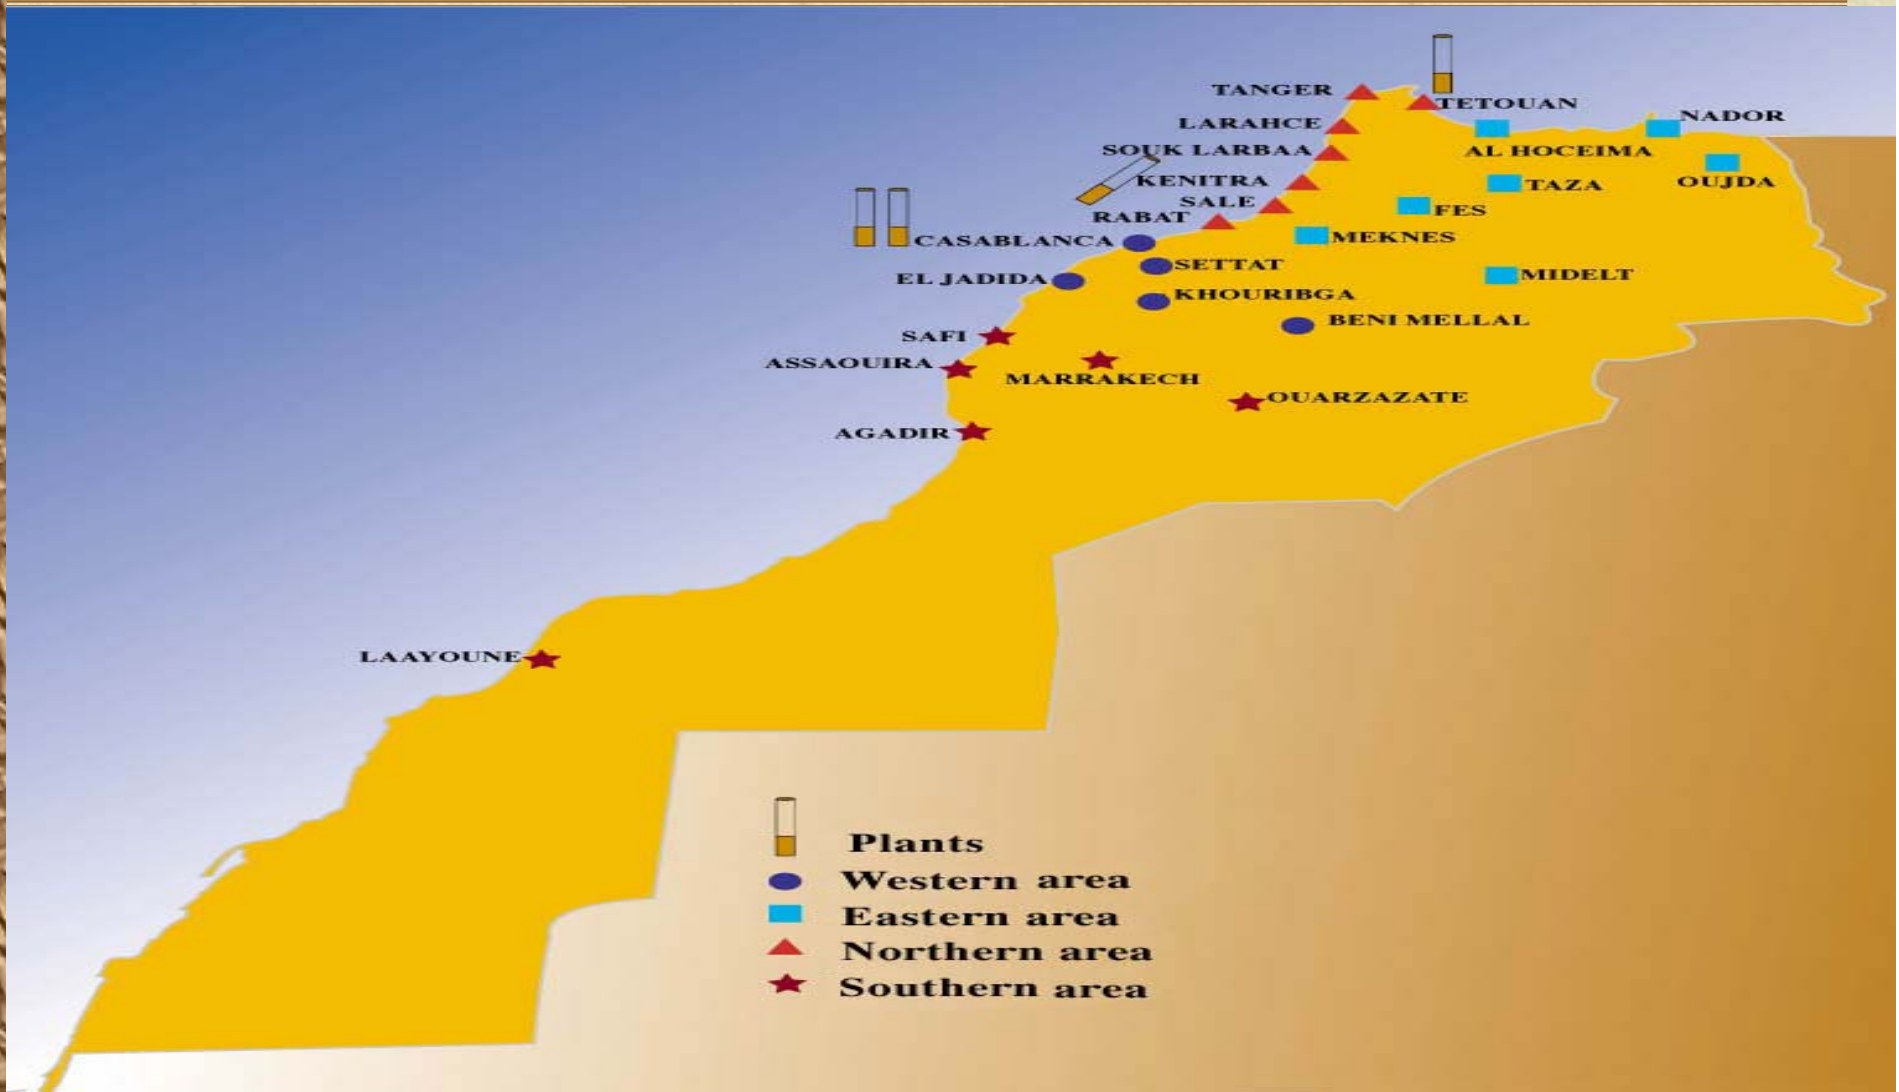 TANGER
TETOUAN
NADOR
LARAHCE
SOUK LARBAA
AL HOCEIMA
KENITRA
TAZA
OUJDA
SALE
FES
RABAT
CASABLANCA
MEKNES
SETTAT
EL JADIDA
MIDELT
KHOURIBGA
BENI MELLAL
SAFI
ASSAOUIRA
MARRAKECH
OUARZAZATE
AGADIR
LAAYOUNE
Plants
Western area
Eastern area
Northern area
Southern area